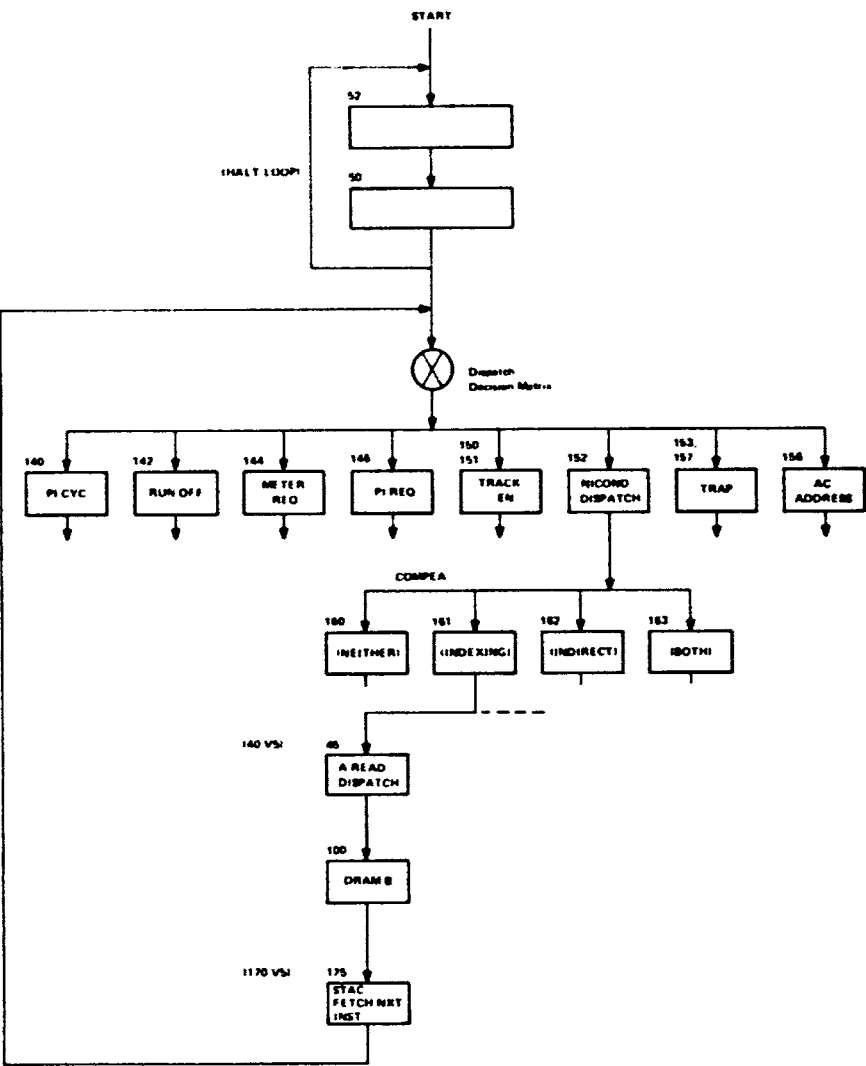 START
52
(HALT LOOP)
50
Dispatch
Decision Matrix
140
PI CYC
142
RUN OFF
144
METER
REQ
146
PI REQ
150
151
TRACK
EN
152
NICOND
DISPATCH
153,
157
TRAP
156
AC
ADDRESS
COMPEA
160
(NEITHER)
161
(INDEXING)
162
(INDIRECT)
163
(BOTH)
(40 VS)
46
A READ
DISPATCH
100
DRAM B
(170 VS)
175
STAC
FETCH NXT
INST